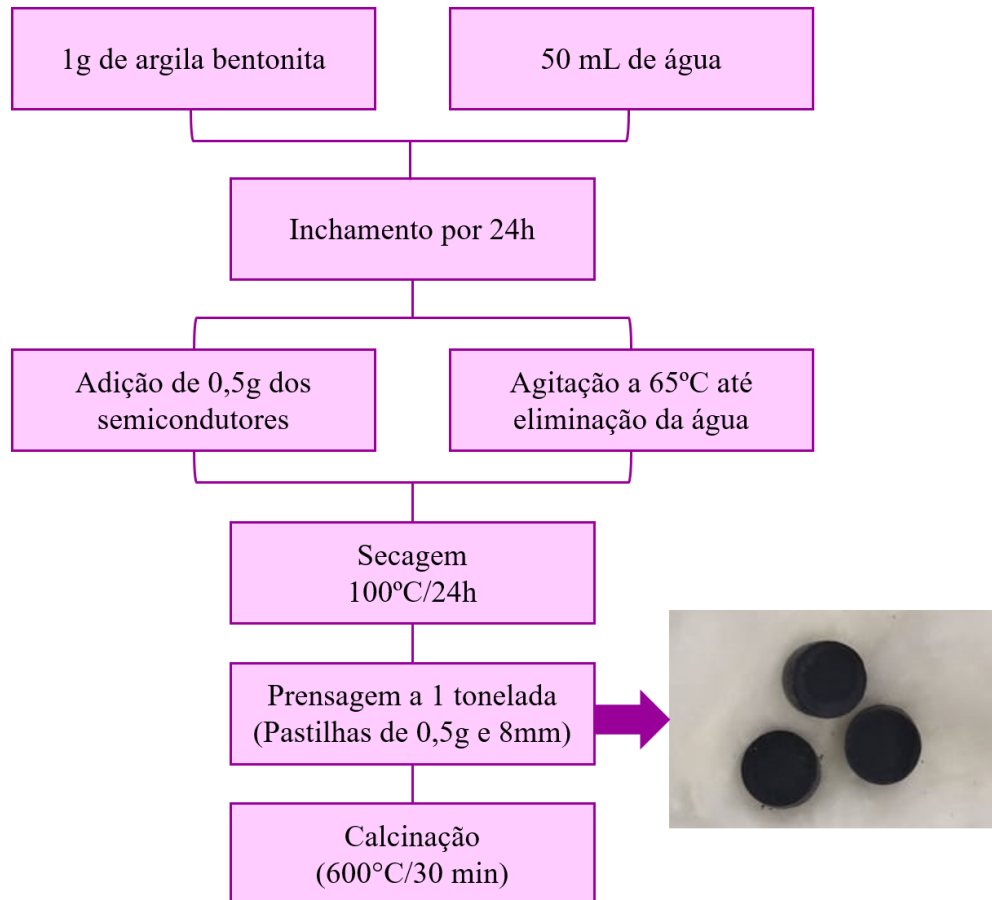 1g de argila bentonita
50 mL de água
Inchamento por 24h
Adição de 0,5g dos
semicondutores
Agitação a 65ºC até
eliminação da água
Secagem
100ºC/24h
Prensagem a 1 tonelada
(Pastilhas de 0,5g e 8mm)
Calcinação
(600°C/30 min)